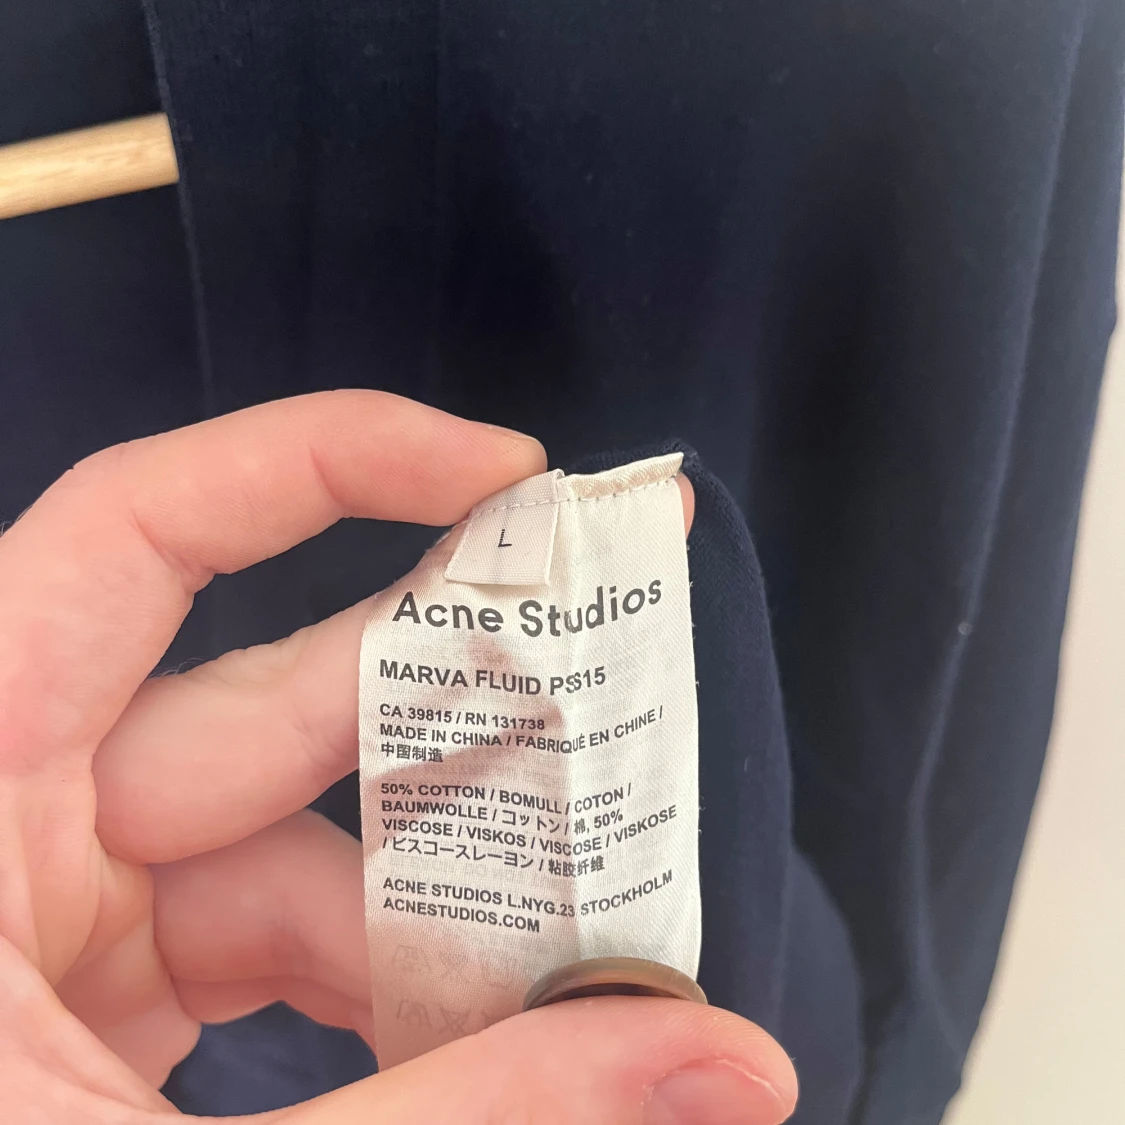 L
Acne Studios
MARVA FLUID PSS15
CA 39815 / RN 131738
MADE IN CHINA / FABRIQUÉ EN CHINE /
中国制造
50% COTTON / BOMULL / COTON /
BAUMWOLLE / コットン / 棉, 50%
VISCOSE / VISKOS / VISCOSE / VISKOSE
/ ビスコースレーヨン / 粘胶纤维
ACNE STUDIOS L.NYG.23 STOCKHOLM
ACNESTUDIOS.COM